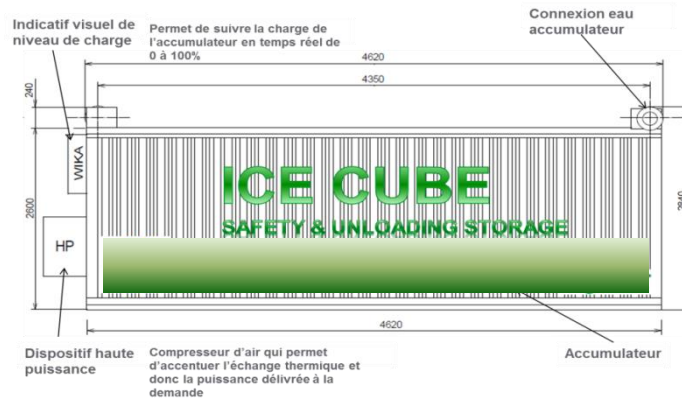 Indicatif visuel de
niveau de charge
Permet de suivre la charge de
l'accumulateur en temps réel de
0 à 100%
Connexion eau
accumulateur
4620
4350
240
WIKA
ICE CUBE
SAFETY & UNLOADING STORAGE
2600
2840
HP
4620
Dispositif haute
puissance
Compresseur d'air qui permet
d'accentuer l'échange thermique et
donc la puissance délivrée à la
demande
Accumulateur